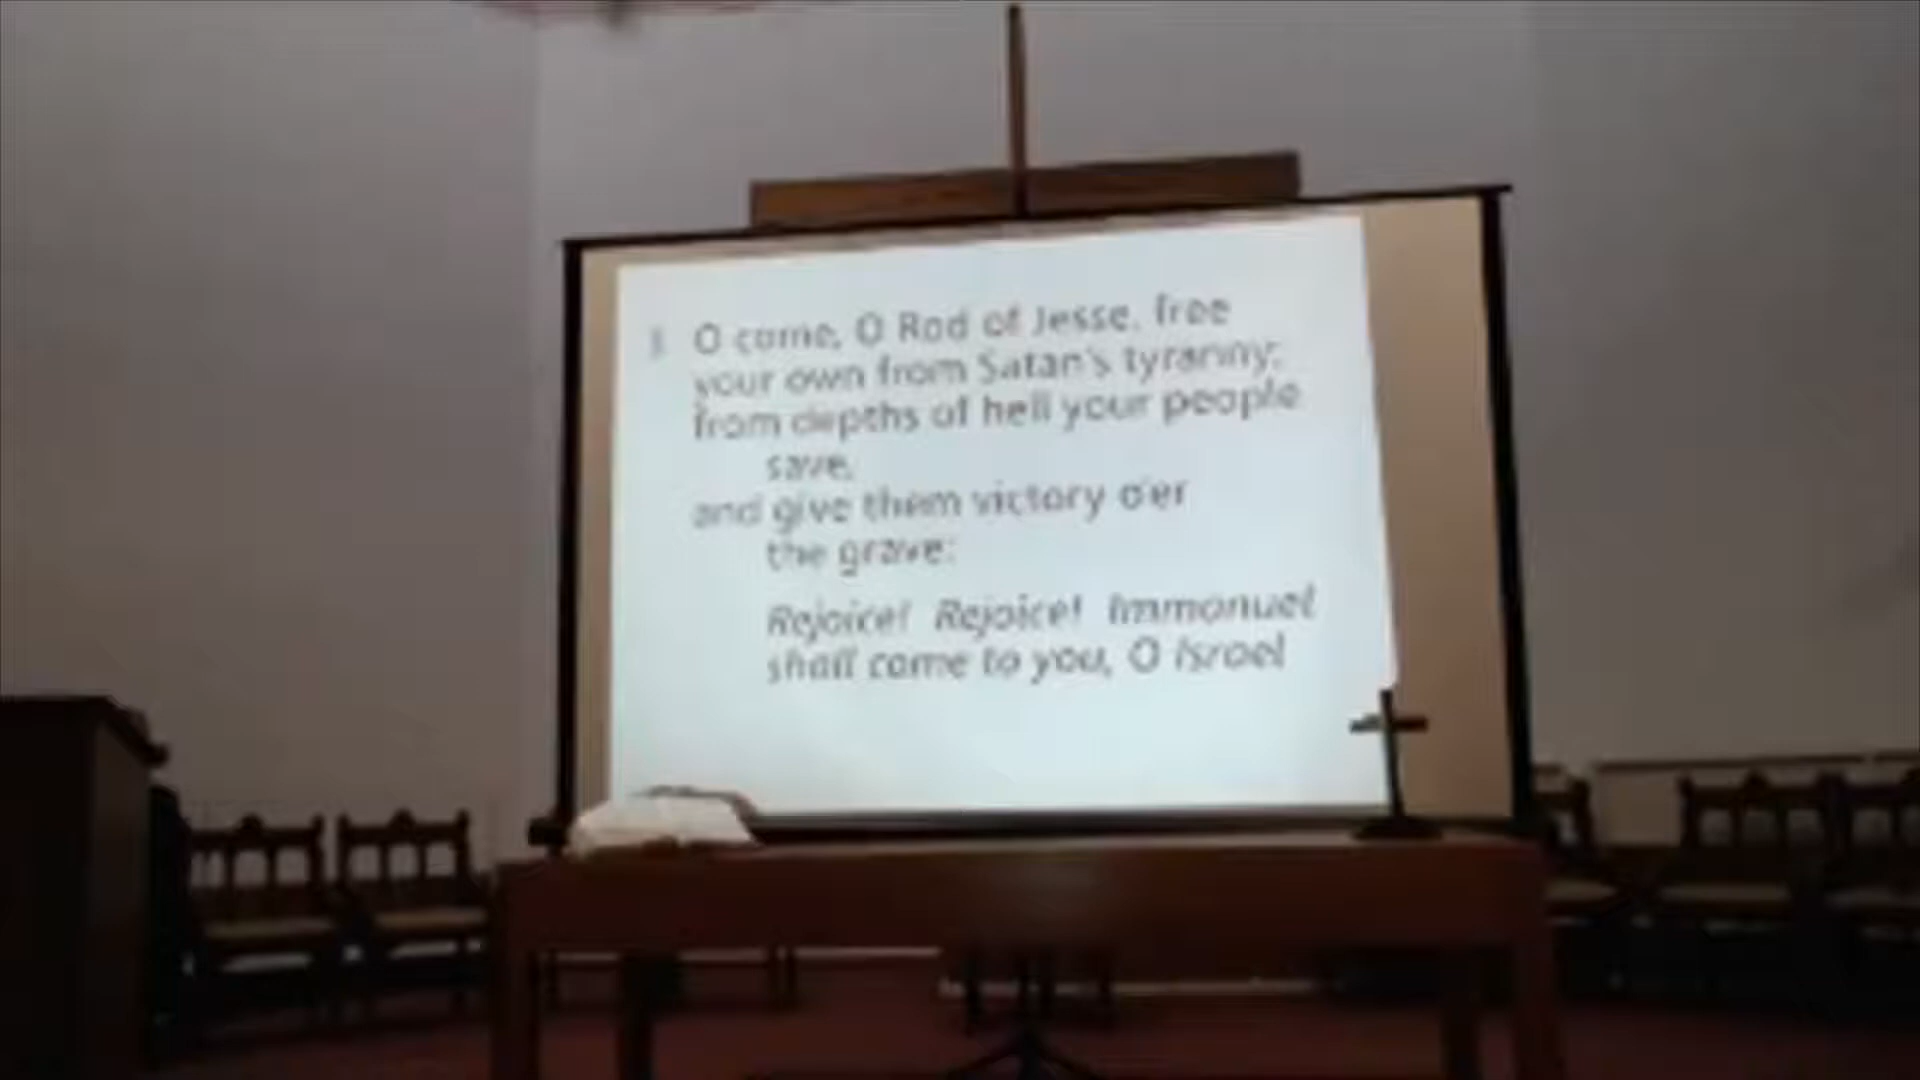 O come, O Rod of Jesse, free
your own from Satan's tyranny;
from depths of hell your people
save,
and give them victory o'er
the grave:
Rejoice! Rejoice! Immanuel
shall come to you, O Israel